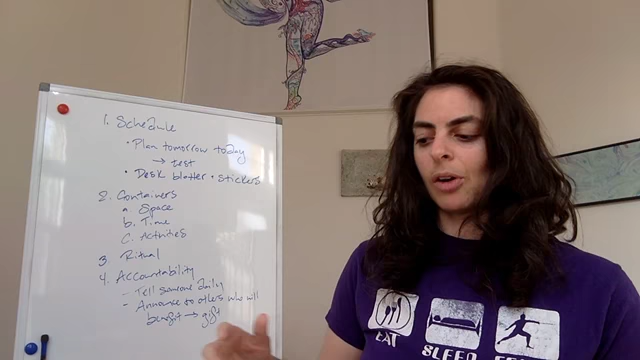 1. Schedule
• Plan tomorrow today
→ test
• Desk blotter • stickers
2. Containers
a. Space
b. Time
c. Activities
3. Ritual
4. Accountability
- Tell someone daily
- Announce to others who will
benefit → gift
EAT
SLEEP